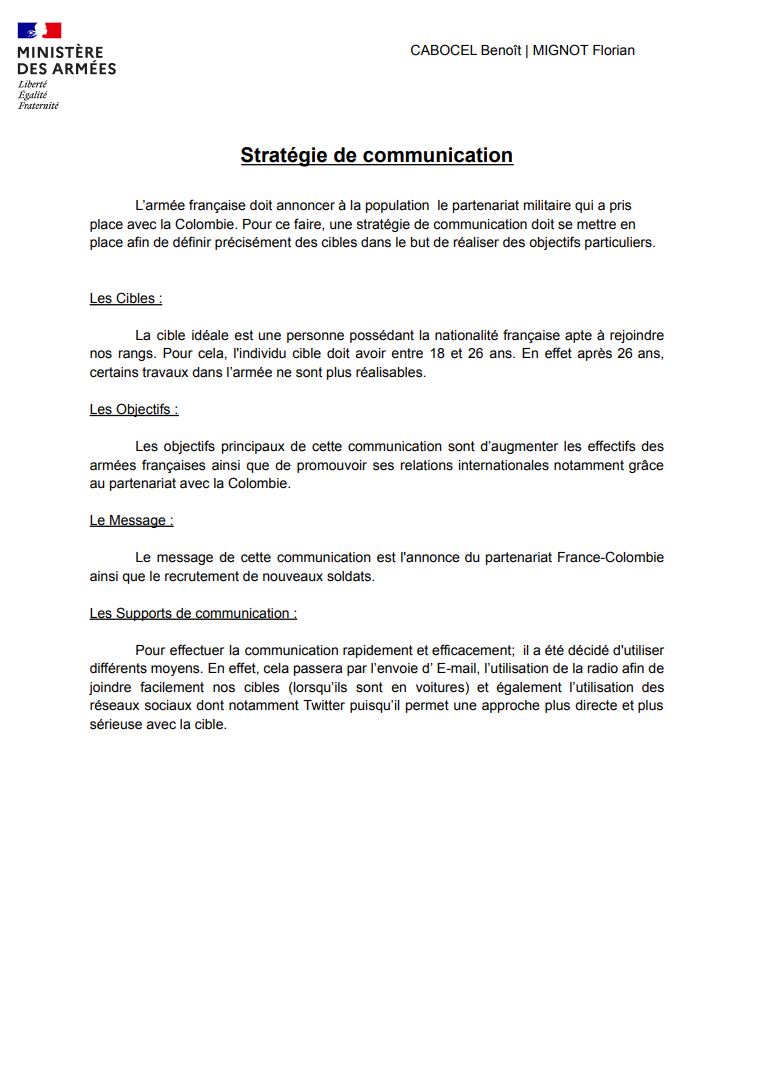 MINISTÈRE
DES ARMÉES
Liberté
Égalité
Fraternité
CABOCEL Benoît | MIGNOT Florian
Stratégie de communication
L’armée française doit annoncer à la population  le partenariat militaire qui a pris
place avec la Colombie. Pour ce faire, une stratégie de communication doit se mettre en
place afin de définir précisément des cibles dans le but de réaliser des objectifs particuliers.
Les Cibles :
La cible idéale est une personne possédant la nationalité française apte à rejoindre
nos rangs. Pour cela, l'individu cible doit avoir entre 18 et 26 ans. En effet après 26 ans,
certains travaux dans l’armée ne sont plus réalisables.
Les Objectifs :
Les objectifs principaux de cette communication sont d’augmenter les effectifs des
armées françaises ainsi que de promouvoir ses relations internationales notamment grâce
au partenariat avec la Colombie.
Le Message :
Le message de cette communication est l'annonce du partenariat France-Colombie
ainsi que le recrutement de nouveaux soldats.
Les Supports de communication :
Pour effectuer la communication rapidement et efficacement;  il a été décidé d'utiliser
différents moyens. En effet, cela passera par l’envoie d’ E-mail, l’utilisation de la radio afin de
joindre facilement nos cibles (lorsqu’ils sont en voitures) et également l’utilisation des
réseaux sociaux dont notamment Twitter puisqu’il permet une approche plus directe et plus
sérieuse avec la cible.